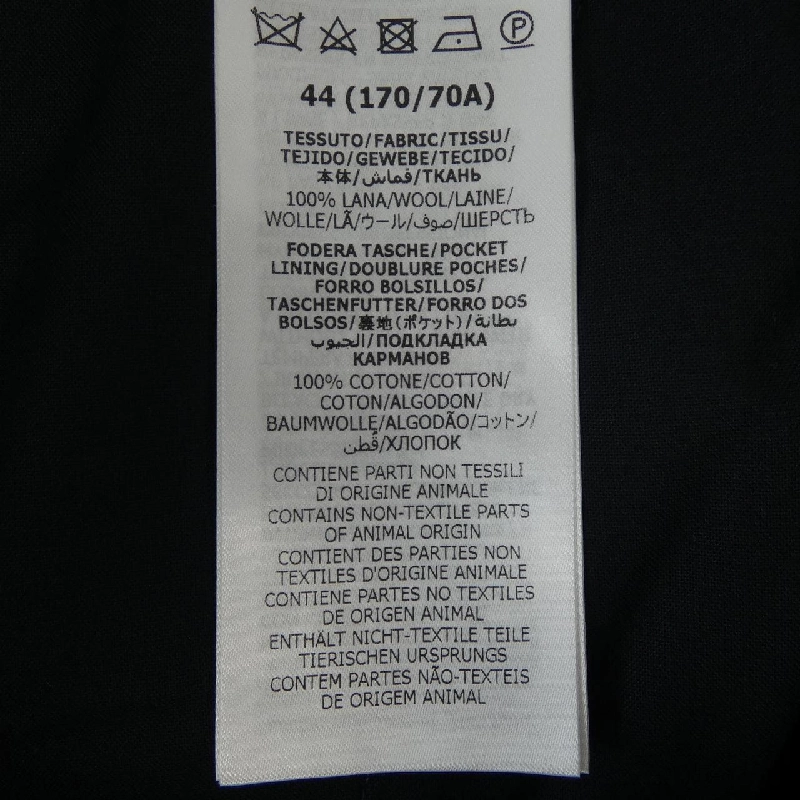 P
44 (170/70A)
TESSUTO/FABRIC/TISSU/
TEJIDO/GEWEBE/TECIDO/
本体/قماش/ТКАНЬ
100% LANA/WOOL/LAINE/
WOLLE/LÃ/ウール/صوف/ШЕРСТЬ
FODERA TASCHE/POCKET
LINING/DOUBLURE POCHES/
FORRO BOLSILLOS/
TASCHENFUTTER/FORRO DOS
BOLSOS/裏地(ポケット)/بطانة
الجيوب/ПОДКЛАДКА
КАРМАНОВ
100% COTONE/COTTON/
COTON/ALGODON/
BAUMWOLLE/ALGODÃO/コットン/
قُطن/ХЛОПОК
CONTIENE PARTI NON TESSILI
DI ORIGINE ANIMALE
CONTAINS NON-TEXTILE PARTS
OF ANIMAL ORIGIN
CONTIENT DES PARTIES NON
TEXTILES D'ORIGINE ANIMALE
CONTIENE PARTES NO TEXTILES
DE ORIGEN ANIMAL
ENTHÄLT NICHT-TEXTILE TEILE
TIERISCHEN URSPRUNGS
CONTEM PARTES NÃO-TEXTEIS
DE ORIGEM ANIMAL